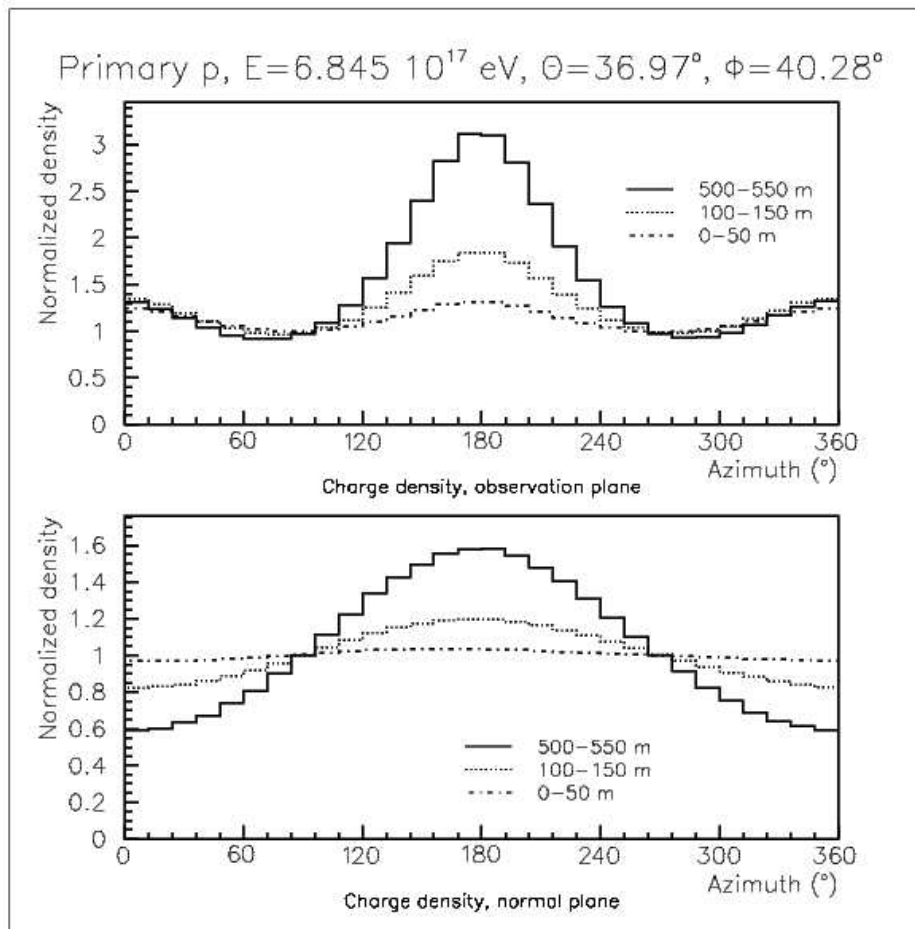 Primary p, E=6.845 10¹⁷ eV, Θ=36.97°, Φ=40.28°
Normalized density
3
2.5
2
1.5
1
0.5
0
500−550 m
100−150 m
0−50 m
0 60 120 180 240 300 360
Azimuth (°)
Charge density, observation plane
Normalized density
1.6
1.4
1.2
1
0.8
0.6
0.4
0.2
0
500−550 m
100−150 m
0−50 m
0 60 120 180 240 300 360
Azimuth (°)
Charge density, normal plane